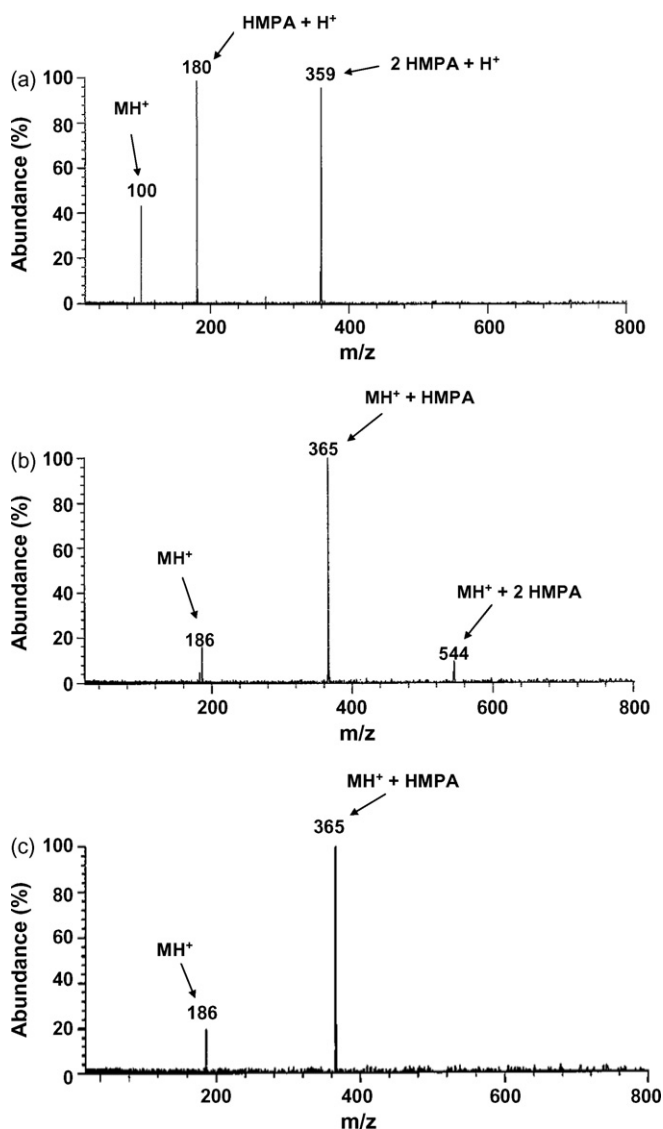 HMPA + H⁺
(a)
180
359
2 HMPA + H⁺
MH⁺
100
Abundance (%)
100
80
60
40
20
0
200
400
600
800
m/z
MH⁺ + HMPA
(b)
365
MH⁺
186
MH⁺ + 2 HMPA
544
Abundance (%)
100
80
60
40
20
0
200
400
600
800
m/z
MH⁺ + HMPA
(c)
365
MH⁺
186
Abundance (%)
100
80
60
40
20
0
200
400
600
800
m/z